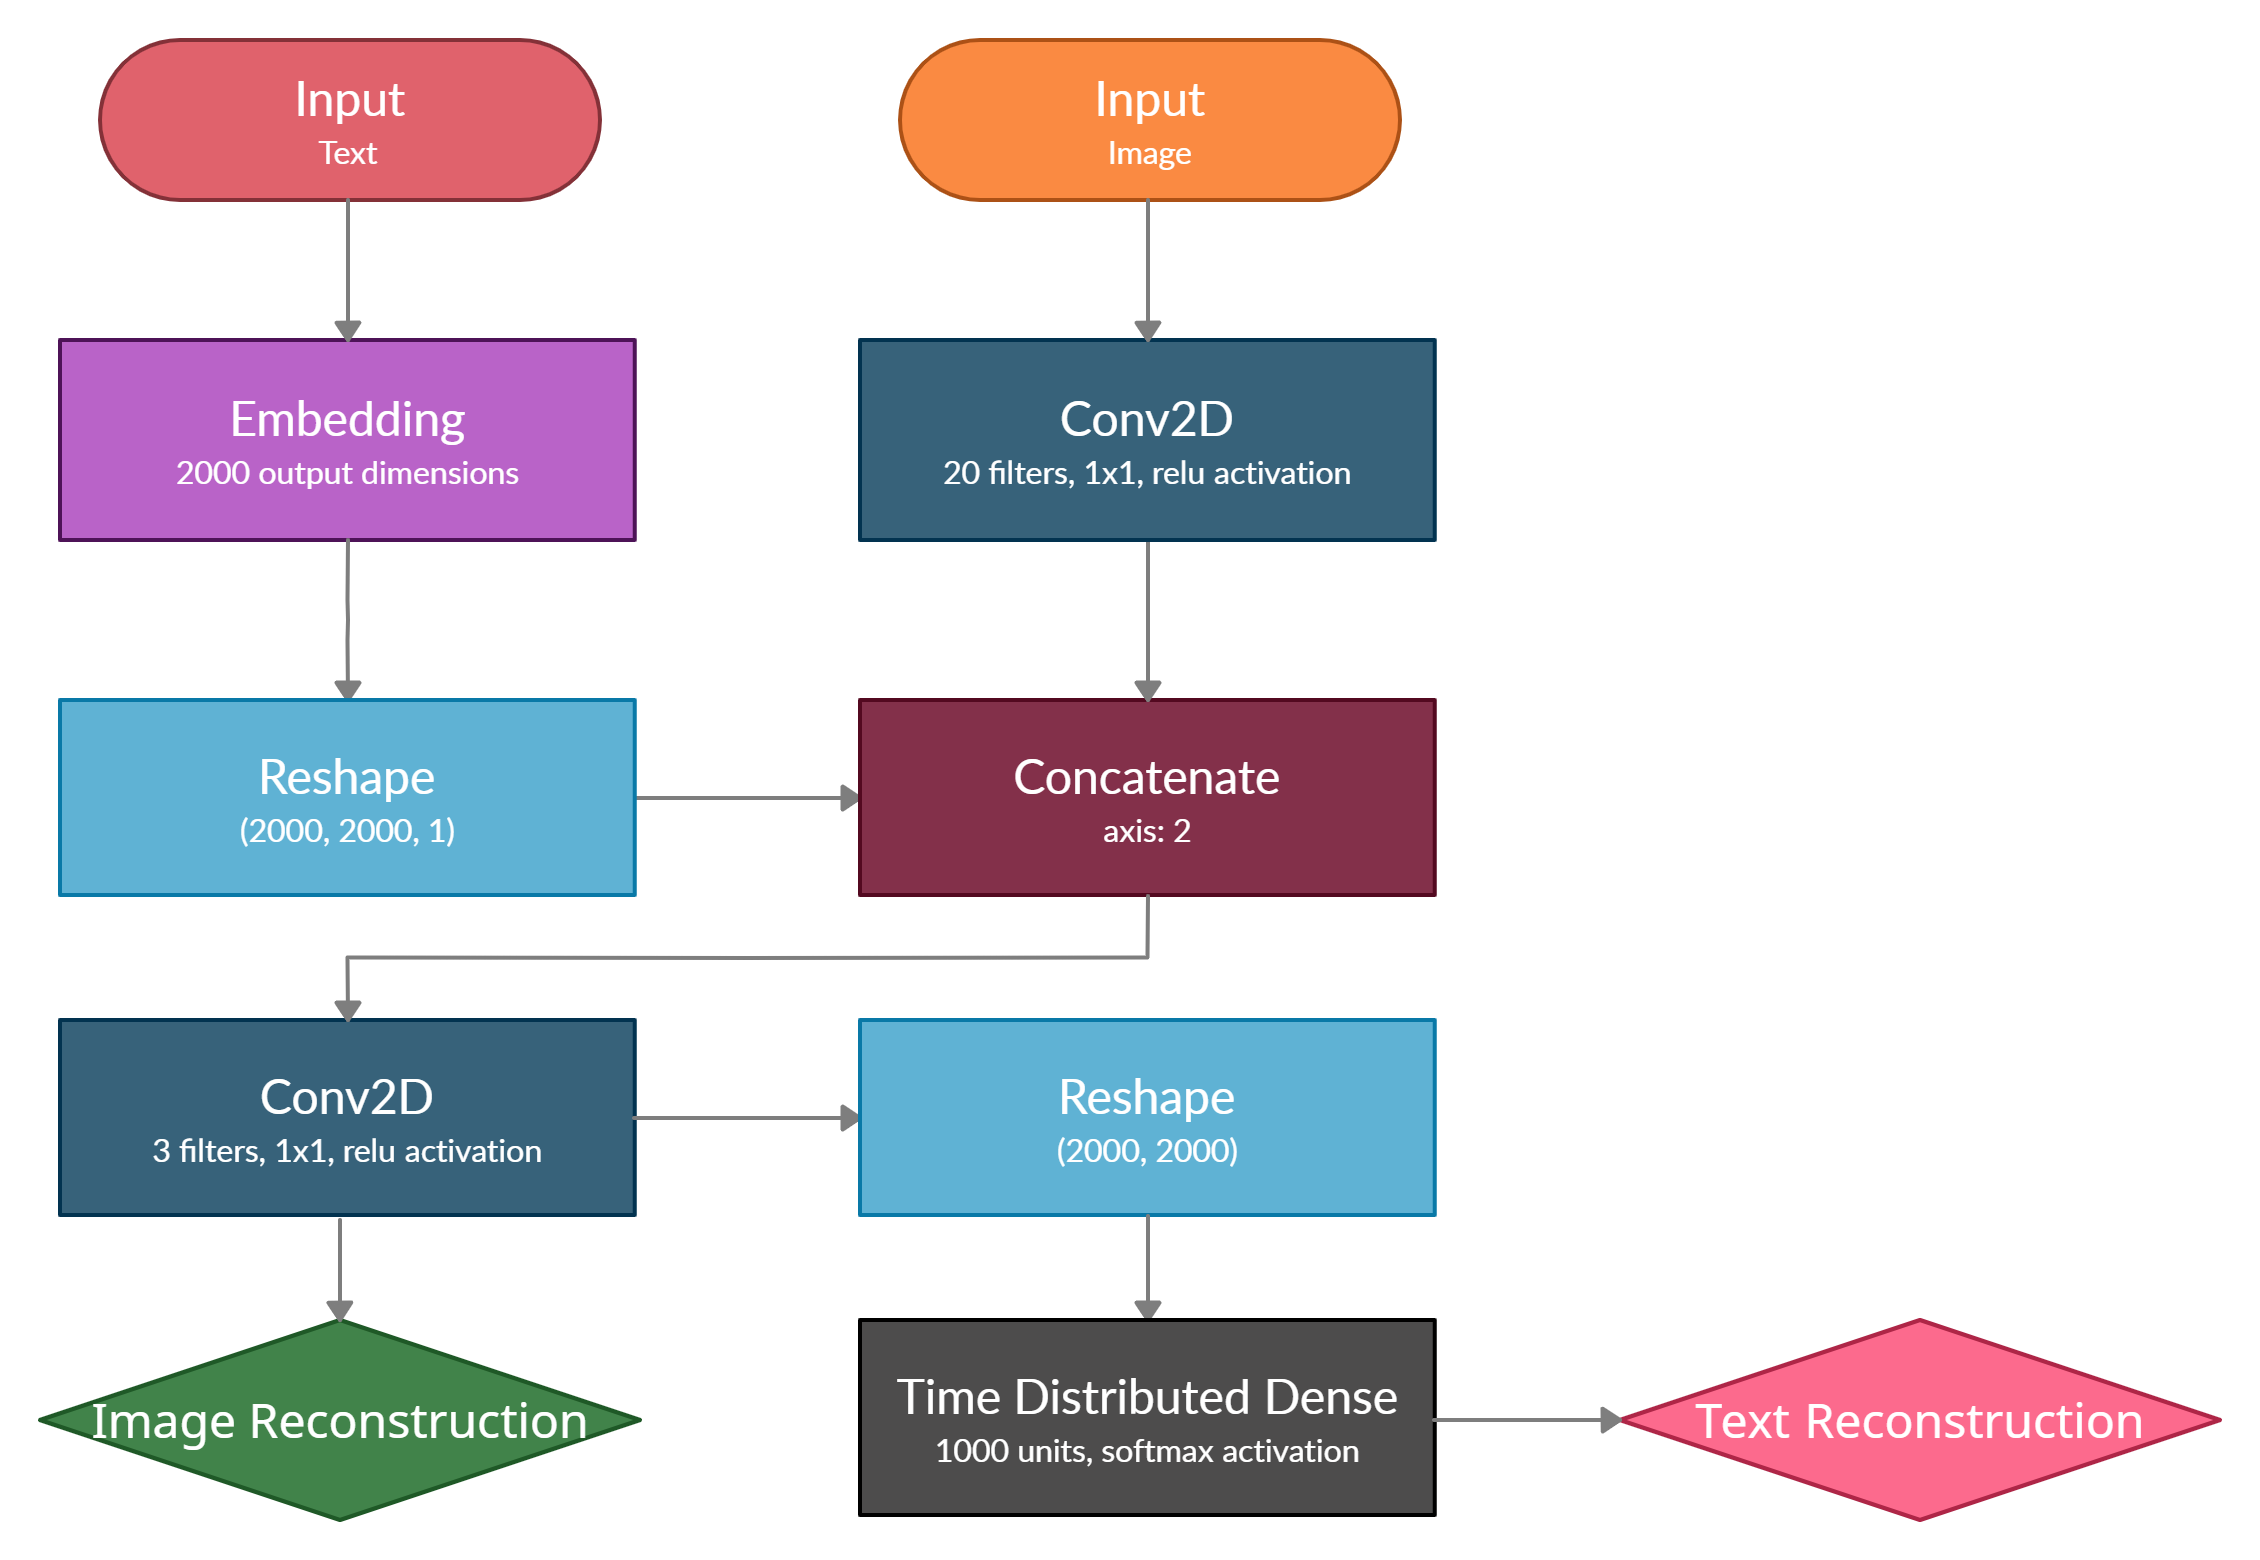 Input
Text
Input
Image
Embedding
2000 output dimensions
Conv2D
20 filters, 1x1, relu activation
Reshape
(2000, 2000, 1)
Concatenate
axis: 2
Conv2D
3 filters, 1x1, relu activation
Reshape
(2000, 2000)
Image Reconstruction
Time Distributed Dense
1000 units, softmax activation
Text Reconstruction